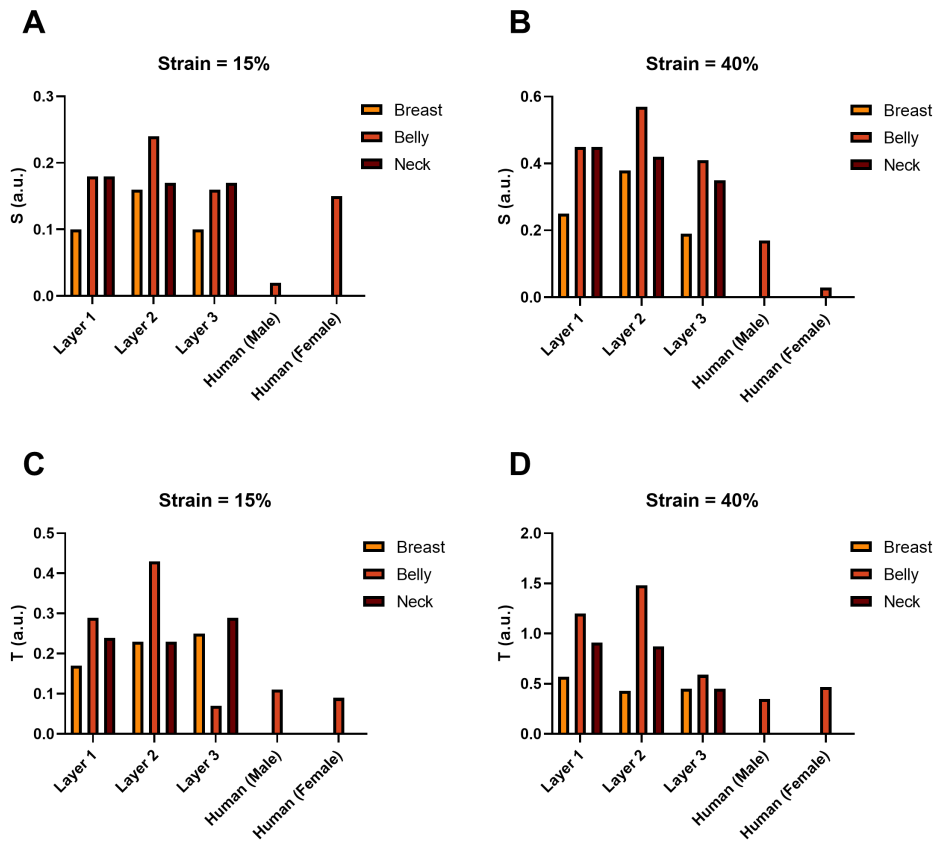 A
Strain = 15%
S (a.u.)
0.3
0.2
0.1
0.0
Layer 1
Layer 2
Layer 3
Human (Male)
Human (Female)
Breast
Belly
Neck
B
Strain = 40%
S (a.u.)
0.6
0.4
0.2
0.0
Layer 1
Layer 2
Layer 3
Human (Male)
Human (Female)
Breast
Belly
Neck
C
Strain = 15%
T (a.u.)
0.5
0.4
0.3
0.2
0.1
0.0
Layer 1
Layer 2
Layer 3
Human (Male)
Human (Female)
Breast
Belly
Neck
D
Strain = 40%
T (a.u.)
2.0
1.5
1.0
0.5
0.0
Layer 1
Layer 2
Layer 3
Human (Male)
Human (Female)
Breast
Belly
Neck